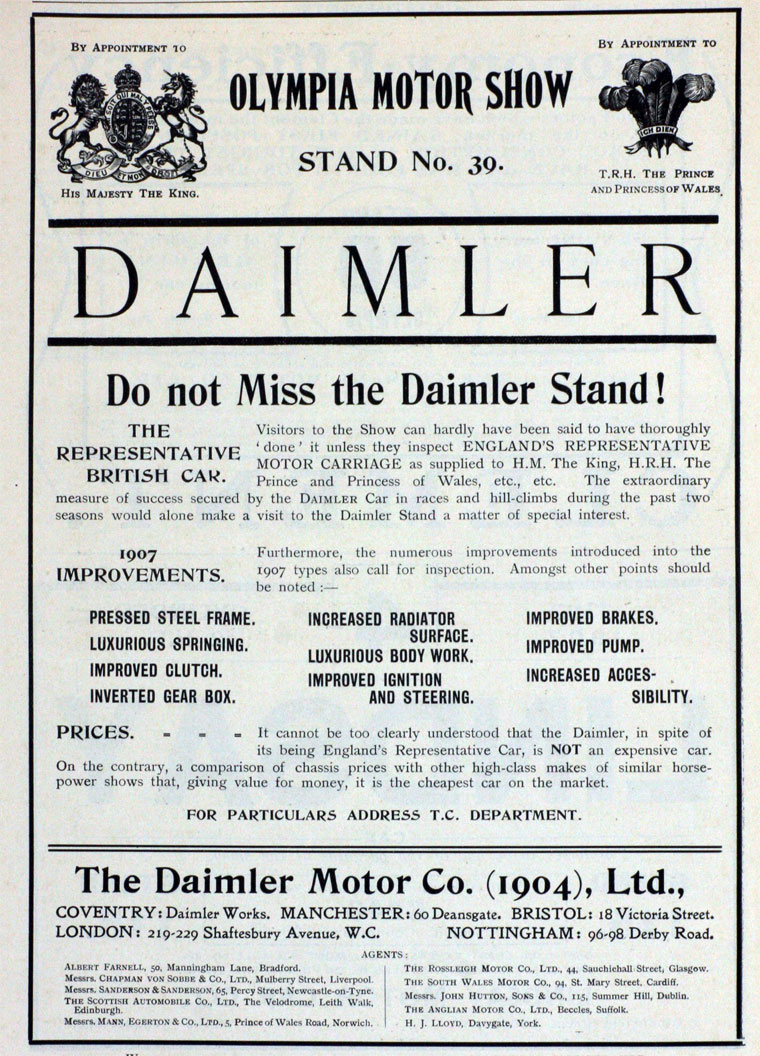 By Appointment to
HONI SOIT QUI MAL Y PENSE
DIEU ET MON DROIT
His Majesty The King.
OLYMPIA MOTOR SHOW
STAND No. 39.
By Appointment to
ICH DIEN
T.R.H. The Prince
and Princess of Wales
DAIMLER
Do not Miss the Daimler Stand!
THE
REPRESENTATIVE
BRITISH CAR.
Visitors to the Show can hardly have been said to have thoroughly
‘done’ it unless they inspect ENGLAND'S REPRESENTATIVE
MOTOR CARRIAGE as supplied to H.M. The King, H.R.H. The
Prince and Princess of Wales, etc., etc. The extraordinary
measure of success secured by the Daimler Car in races and hill-climbs during the past two
seasons would alone make a visit to the Daimler Stand a matter of special interest.
1907
IMPROVEMENTS.
Furthermore, the numerous improvements introduced into the
1907 types also call for inspection. Amongst other points should
be noted :—
PRESSED STEEL FRAME.
LUXURIOUS SPRINGING.
IMPROVED CLUTCH.
INVERTED GEAR BOX.
INCREASED RADIATOR
SURFACE.
LUXURIOUS BODY WORK.
IMPROVED IGNITION
AND STEERING.
IMPROVED BRAKES.
IMPROVED PUMP.
INCREASED ACCES-
SIBILITY.
PRICES. - - - It cannot be too clearly understood that the Daimler, in spite of
its being England's Representative Car, is NOT an expensive car.
On the contrary, a comparison of chassis prices with other high-class makes of similar horse-
power shows that, giving value for money, it is the cheapest car on the market.
FOR PARTICULARS ADDRESS T.C. DEPARTMENT.
The Daimler Motor Co. (1904), Ltd.,
COVENTRY: Daimler Works. MANCHESTER: 60 Deansgate. BRISTOL: 18 Victoria Street.
LONDON: 219-229 Shaftesbury Avenue, W.C. NOTTINGHAM: 96-98 Derby Road.
AGENTS:
Albert Farnell, 50, Manningham Lane, Bradford.
Messrs. Chapman von Sobbe & Co., Ltd., Mulberry Street, Liverpool.
Messrs. Sanderson & Sanderson, 65, Percy Street, Newcastle-on-Tyne.
The Scottish Automobile Co., Ltd., The Velodrome, Leith Walk,
Edinburgh.
Messrs. Mann, Egerton & Co., Ltd., 5, Prince of Wales Road, Norwich.
The Rossleigh Motor Co., Ltd., 44, Sauchiehall Street, Glasgow.
The South Wales Motor Co., 94, St. Mary Street, Cardiff.
Messrs. John Hutton, Sons & Co., 115, Summer Hill, Dublin.
The Anglian Motor Co., Ltd., Beccles, Suffolk.
H. J. Lloyd, Davygate, York.